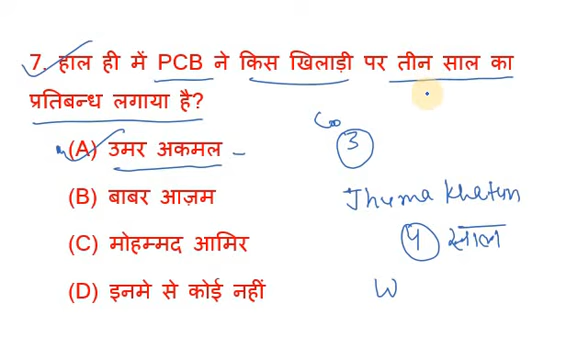 7. हाल ही में PCB ने किस खिलाड़ी पर तीन साल का
प्रतिबन्ध लगाया है?
(A) उमर अकमल
(B) बाबर आज़म
(C) मोहम्मद आमिर
(D) इनमे से कोई नहीं
3
Jhuma Khatun
4 साल
W